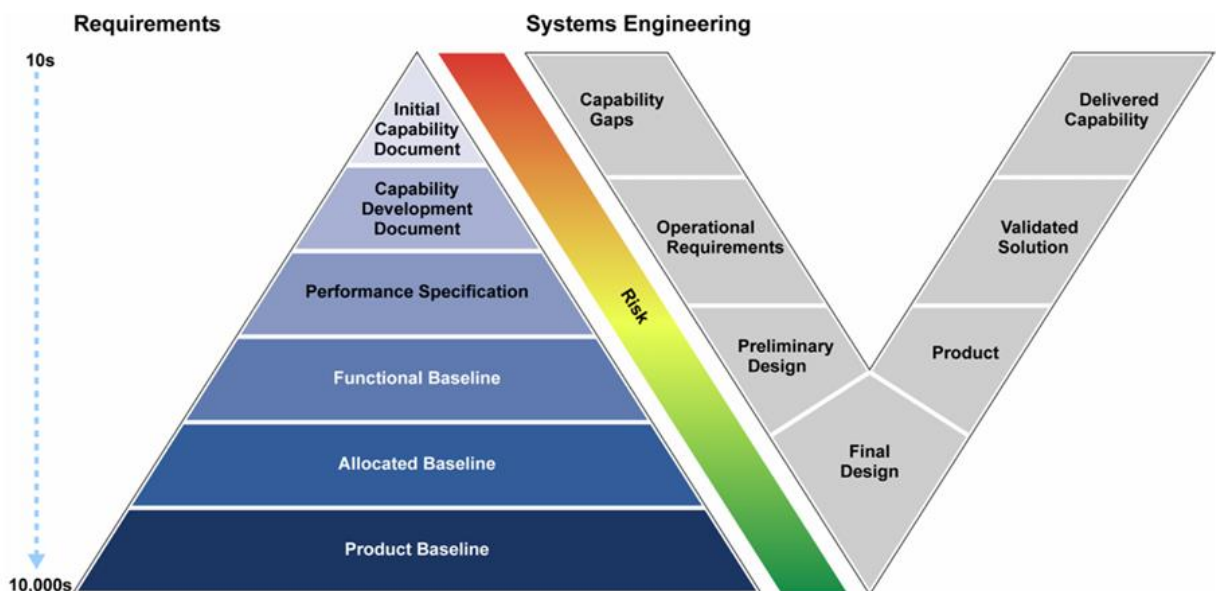 Requirements
Systems Engineering
10s
Initial
Capability
Document
Capability
Development
Document
Performance Specification
Functional Baseline
Allocated Baseline
Product Baseline
10,000s
Risk
Capability
Gaps
Operational
Requirements
Preliminary
Design
Final
Design
Product
Validated
Solution
Delivered
Capability